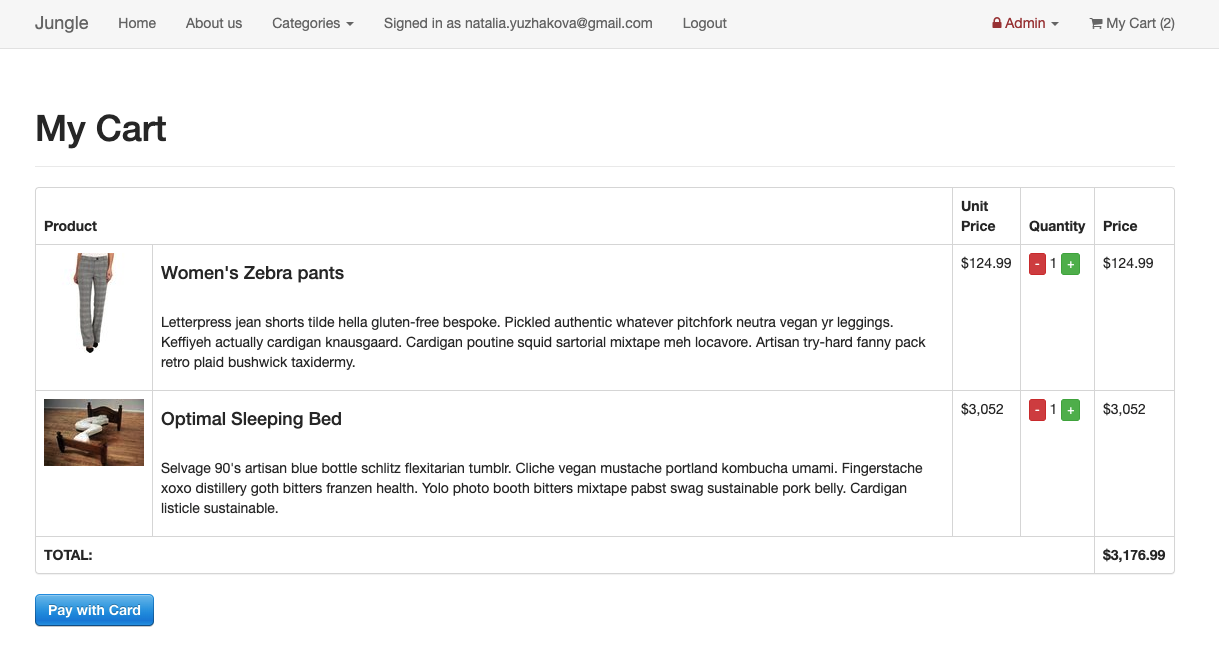 Jungle Home About us Categories Signed in as natalia.yuzhakova@gmail.com Logout Admin My Cart (2)
My Cart
Product Unit Price Quantity Price
Women's Zebra pants $124.99 - 1 + $124.99
Letterpress jean shorts tilde hella gluten-free bespoke. Pickled authentic whatever pitchfork neutra vegan yr leggings.
Keffiyeh actually cardigan knausgaard. Cardigan poutine squid sartorial mixtape meh locavore. Artisan try-hard fanny pack
retro plaid bushwick taxidermy.
Optimal Sleeping Bed $3,052 - 1 + $3,052
Selvage 90's artisan blue bottle schlitz flexitarian tumblr. Cliche vegan mustache portland kombucha umami. Fingerstache
xoxo distillery goth bitters franzen health. Yolo photo booth bitters mixtape pabst swag sustainable pork belly. Cardigan
listicle sustainable.
TOTAL: $3,176.99
Pay with Card